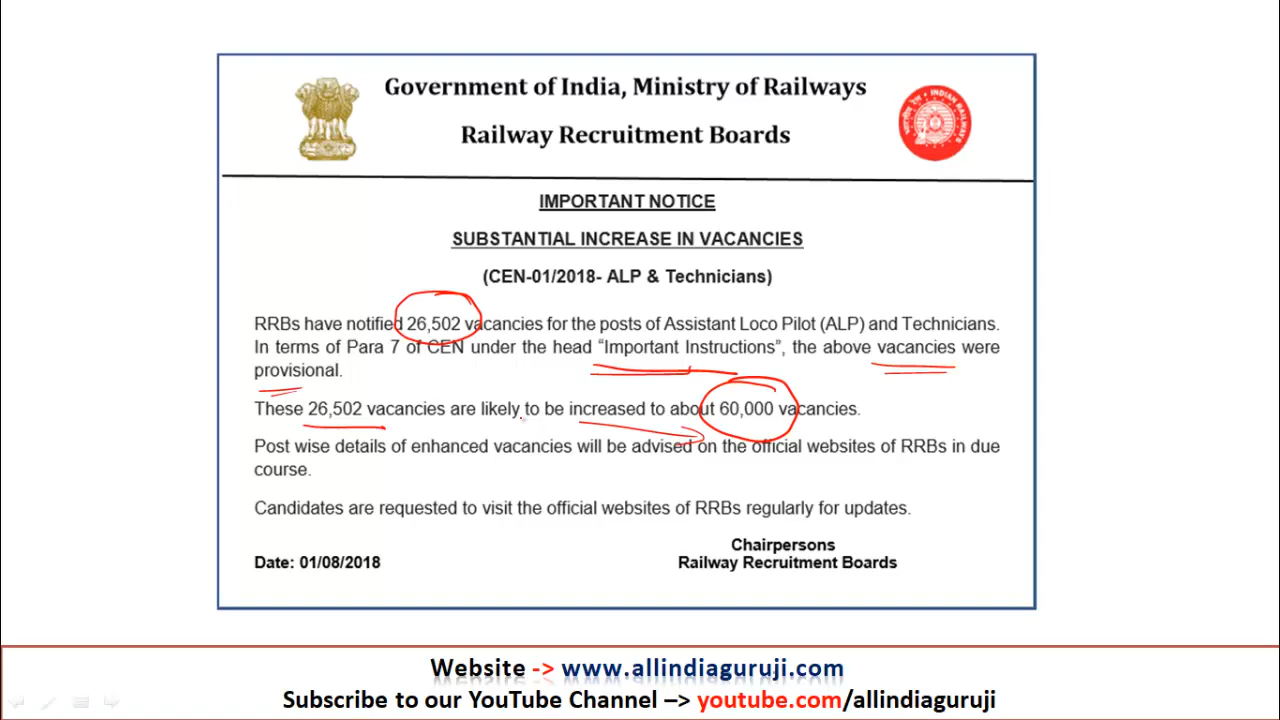 Government of India, Ministry of Railways
Railway Recruitment Boards
INDIAN RAILWAYS
IMPORTANT NOTICE
SUBSTANTIAL INCREASE IN VACANCIES
(CEN-01/2018- ALP & Technicians)
RRBs have notified 26,502 vacancies for the posts of Assistant Loco Pilot (ALP) and Technicians.
In terms of Para 7 of CEN under the head “Important Instructions”, the above vacancies were
provisional.
These 26,502 vacancies are likely to be increased to about 60,000 vacancies.
Post wise details of enhanced vacancies will be advised on the official websites of RRBs in due
course.
Candidates are requested to visit the official websites of RRBs regularly for updates.
Chairpersons
Date: 01/08/2018 Railway Recruitment Boards
Website -> www.allindiaguruji.com
Subscribe to our YouTube Channel –> youtube.com/allindiaguruji